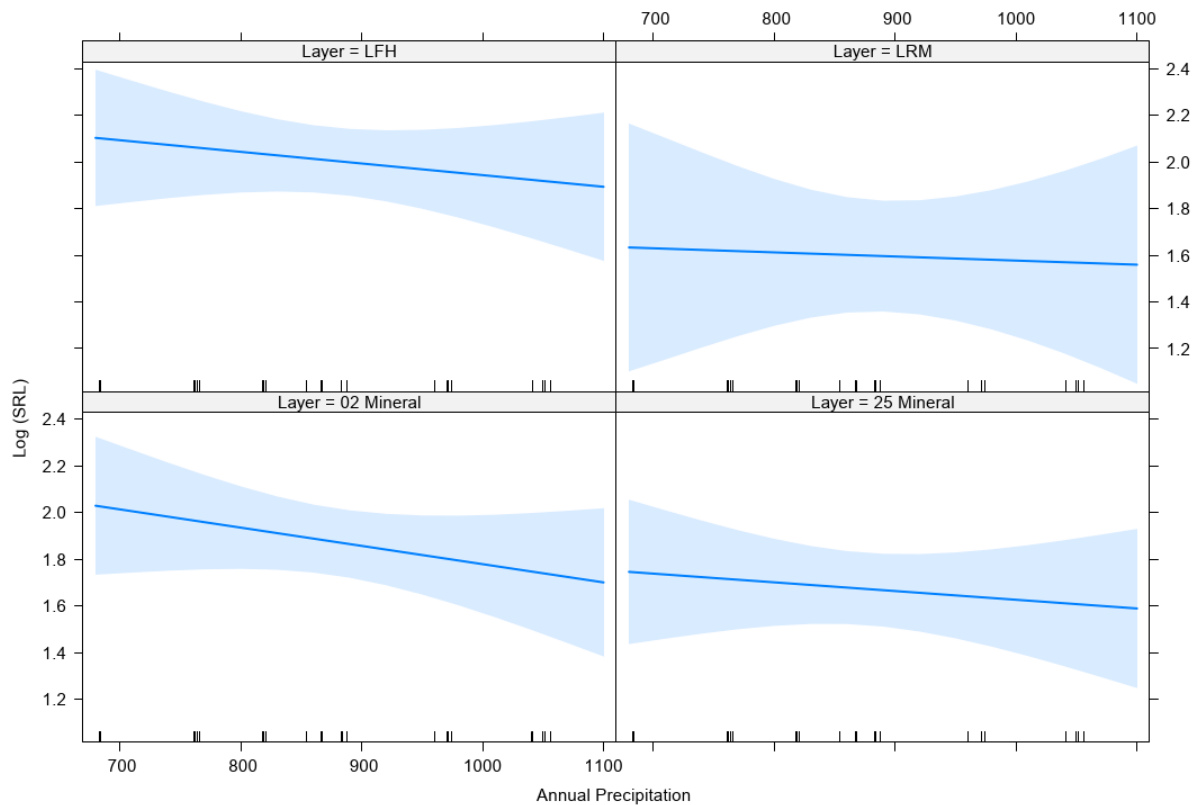 700 800 900 1000 1100
Layer = LFH
Layer = LRM
2.4
2.2
2.0
1.8
1.6
1.4
1.2
Layer = 02 Mineral
Layer = 25 Mineral
Log (SRL)
2.4
2.2
2.0
1.8
1.6
1.4
1.2
700 800 900 1000 1100
Annual Precipitation